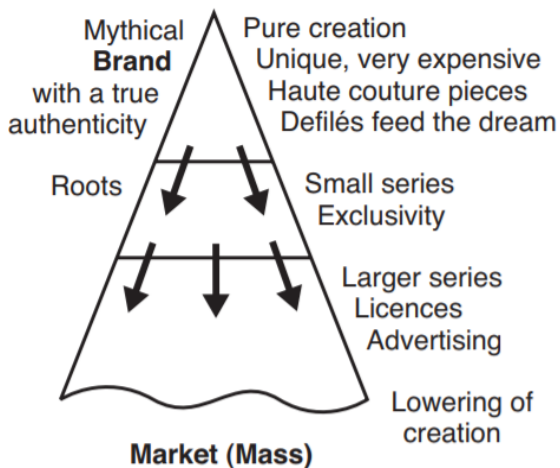 Mythical
Brand
with a true
authenticity
Pure creation
Unique, very expensive
Haute couture pieces
Defilés feed the dream
Roots
Small series
Exclusivity
Larger series
Licences
Advertising
Lowering of
creation
Market (Mass)